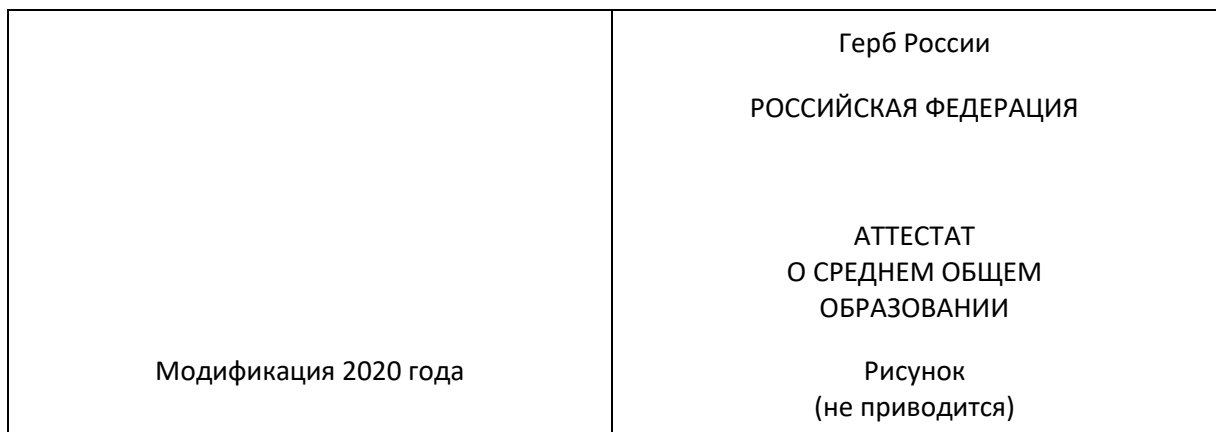 Герб России
РОССИЙСКАЯ ФЕДЕРАЦИЯ
АТТЕСТАТ
О СРЕДНЕМ ОБЩЕМ
ОБРАЗОВАНИИ
Модификация 2020 года
Рисунок
(не приводится)